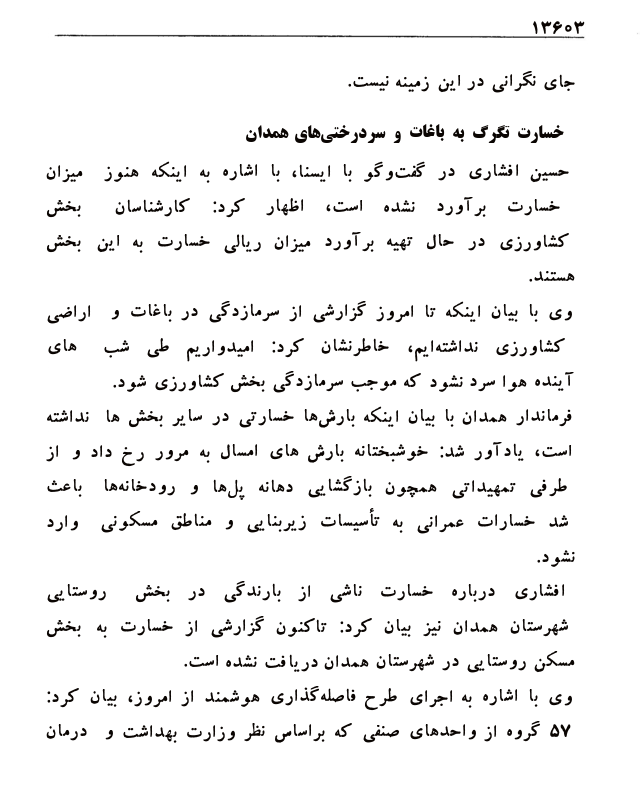 ۱۳۶۰۳
جای نگرانی در این زمینه نیست.
خسارت تگرگ به باغات و سردرختی‌های همدان
حسین افشاری در گفت‌وگو با ایسنا، با اشاره به اینکه هنوز میزان
خسارت برآورد نشده است، اظهار کرد: کارشناسان بخش
کشاورزی در حال تهیه برآورد میزان ریالی خسارت به این بخش
هستند.
وی با بیان اینکه تا امروز گزارشی از سرمازدگی در باغات و اراضی
کشاورزی نداشته‌ایم، خاطرنشان کرد: امیدواریم طی شب های
آینده هوا سرد نشود که موجب سرمازدگی بخش کشاورزی شود.
فرماندار همدان با بیان اینکه بارش‌ها خسارتی در سایر بخش ها نداشته
است، یادآور شد: خوشبختانه بارش های امسال به مرور رخ داد و از
طرفی تمهیداتی همچون بازگشایی دهانه پل‌ها و رودخانه‌ها باعث
شد خسارات عمرانی به تأسیسات زیربنایی و مناطق مسکونی وارد
نشود.
افشاری درباره خسارت ناشی از بارندگی در بخش روستایی
شهرستان همدان نیز بیان کرد: تاکنون گزارشی از خسارت به بخش
مسکن روستایی در شهرستان همدان دریافت نشده است.
وی با اشاره به اجرای طرح فاصله‌گذاری هوشمند از امروز، بیان کرد:
۵۷ گروه از واحدهای صنفی که براساس نظر وزارت بهداشت و درمان